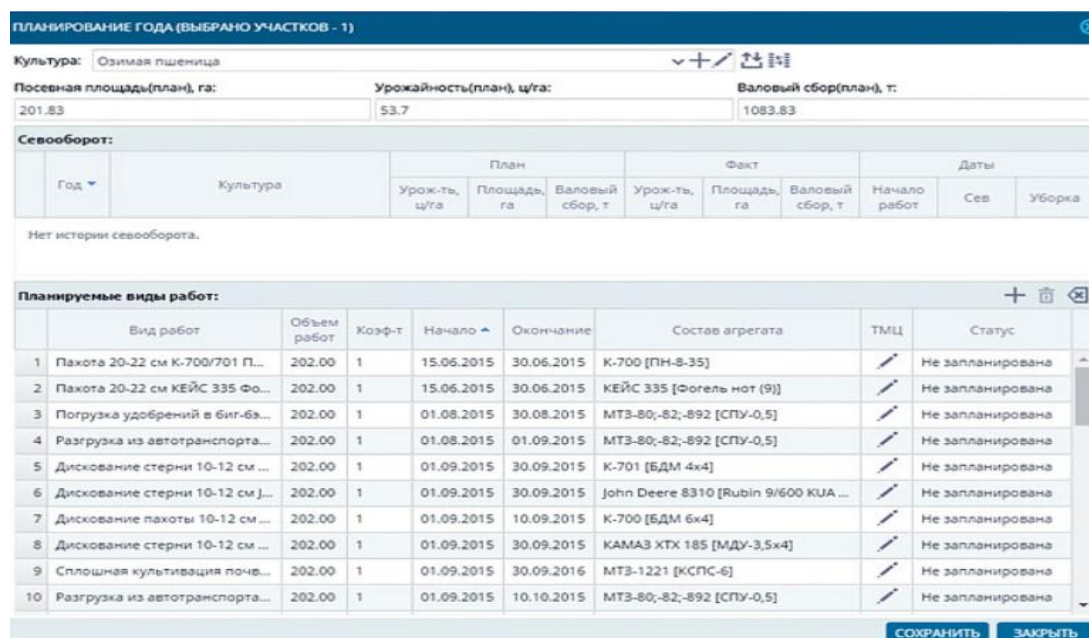 ПЛАНИРОВАНИЕ ГОДА (ВЫБРАНО УЧАСТКОВ - 1)
Культура: Озимая пшеница
Посевная площадь(план), га: Урожайность(план), ц/га: Валовый сбор(план), т:
201.83 53.7 1083.83
Севооборот:
План Факт Даты
Год Культура Урож-ть, ц/га Площадь, га Валовый сбор, т Урож-ть, ц/га Площадь, га Валовый сбор, т Начало работ Сев Уборка
Нет истории севооборота.
Планируемые виды работ:
Вид работ Объем работ Коэф-т Начало Окончание Состав агрегата ТМЦ Статус
1 Пахота 20-22 см К-700/701 П... 202.00 1 15.06.2015 30.06.2015 К-700 [ПН-8-35] Не запланирована
2 Пахота 20-22 см КЕЙС 335 Фо... 202.00 1 15.06.2015 30.06.2015 КЕЙС 335 [Фогель нот (9)] Не запланирована
3 Погрузка удобрений в биг-бэ... 202.00 1 01.08.2015 30.08.2015 МТЗ-80;-82;-892 [СПУ-0,5] Не запланирована
4 Разгрузка из автотранспорта... 202.00 1 01.08.2015 01.09.2015 МТЗ-80;-82;-892 [СПУ-0,5] Не запланирована
5 Дискование стерни 10-12 см ... 202.00 1 01.09.2015 30.09.2015 К-701 [БДМ 4х4] Не запланирована
6 Дискование стерни 10-12 см J... 202.00 1 01.09.2015 30.09.2015 John Deere 8310 [Rubin 9/600 KUA ... Не запланирована
7 Дискование пахоты 10-12 см ... 202.00 1 01.09.2015 10.09.2015 К-700 [БДМ 6х4] Не запланирована
8 Дискование стерни 10-12 см ... 202.00 1 01.09.2015 30.09.2015 КАМАЗ ХТХ 185 [МДУ-3,5х4] Не запланирована
9 Сплошная культивация почв... 202.00 1 01.09.2015 30.09.2016 МТЗ-1221 [КСПС-6] Не запланирована
10 Разгрузка из автотранспорта... 202.00 1 01.09.2015 10.10.2015 МТЗ-80;-82;-892 [СПУ-0,5] Не запланирована
СОХРАНИТЬ ЗАКРЫТЬ